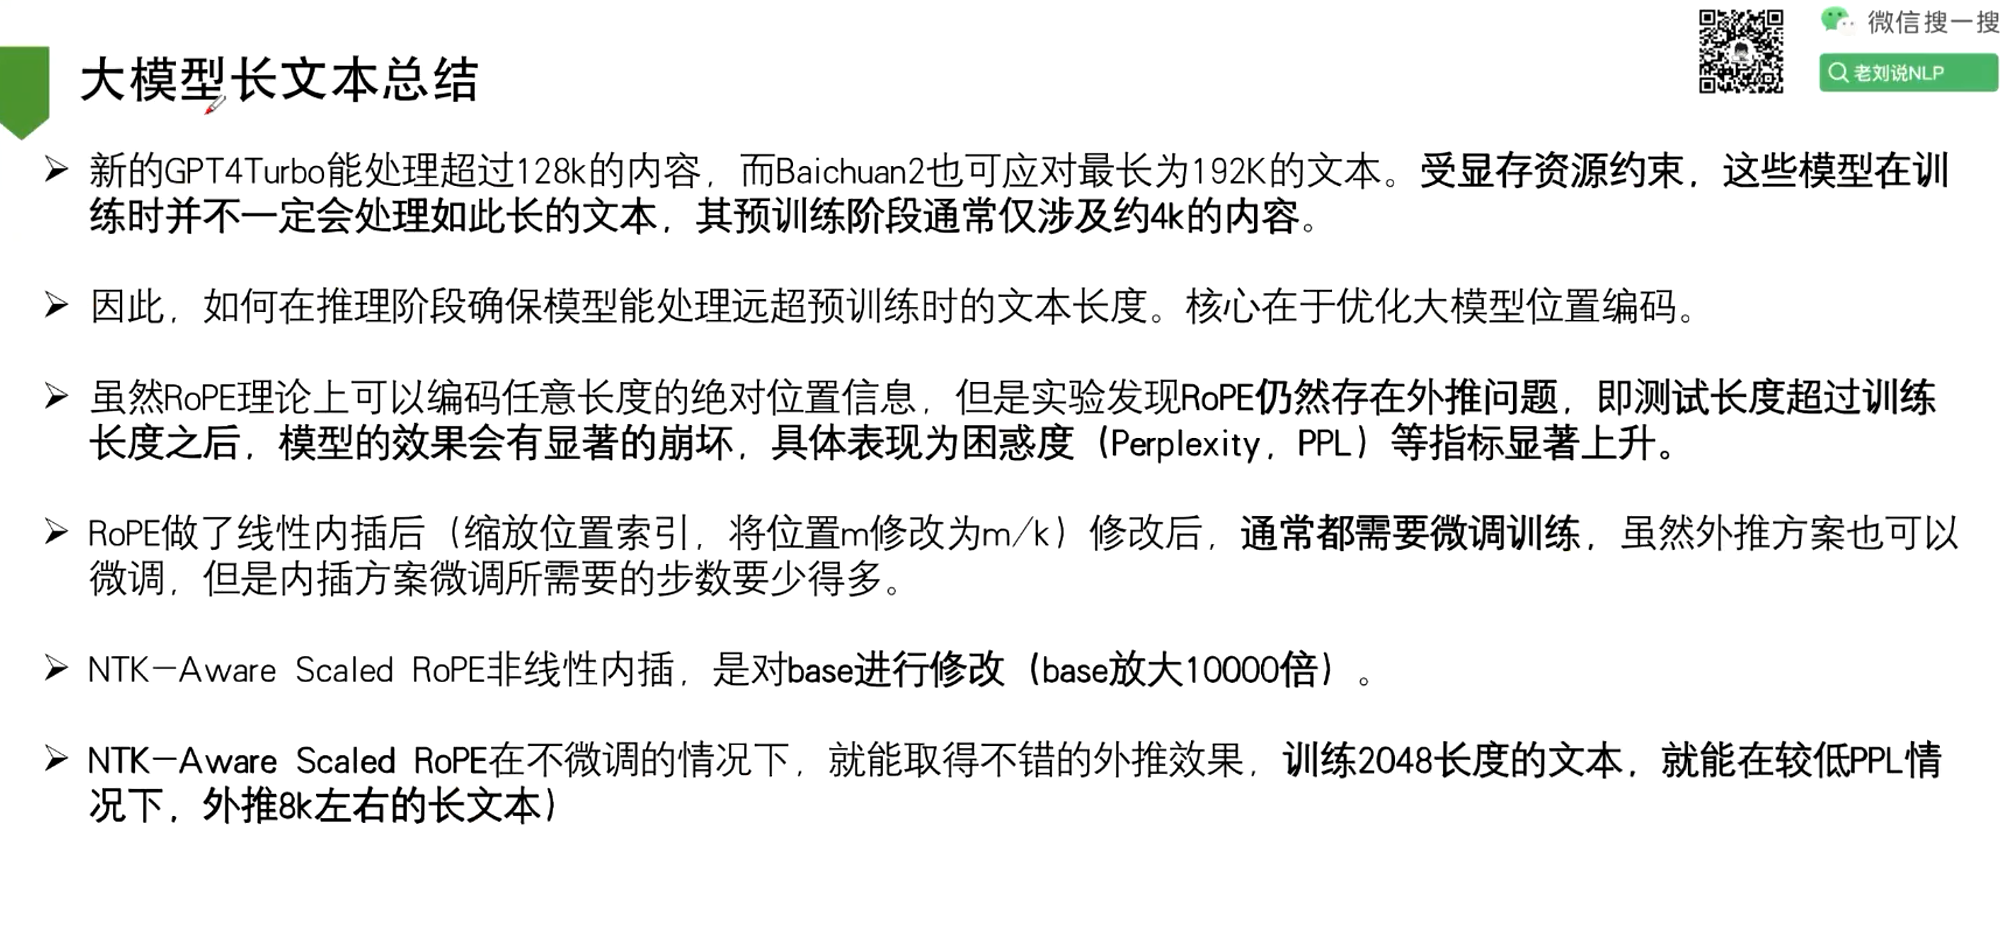 微信搜一搜
老刘说NLP
大模型长文本总结
➢ 新的GPT4Turbo能处理超过128k的内容，而Baichuan2也可应对最长为192K的文本。受显存资源约束，这些模型在训
练时并不一定会处理如此长的文本，其预训练阶段通常仅涉及约4k的内容。
➢ 因此，如何在推理阶段确保模型能处理远超预训练时的文本长度。核心在于优化大模型位置编码。
➢ 虽然RoPE理论上可以编码任意长度的绝对位置信息，但是实验发现RoPE仍然存在外推问题，即测试长度超过训练
长度之后，模型的效果会有显著的崩坏，具体表现为困惑度（Perplexity，PPL）等指标显著上升。
➢ RoPE做了线性内插后（缩放位置索引，将位置m修改为m/k）修改后，通常都需要微调训练，虽然外推方案也可以
微调，但是内插方案微调所需要的步数要少得多。
➢ NTK-Aware Scaled RoPE非线性内插，是对base进行修改（base放大10000倍）。
➢ NTK-Aware Scaled RoPE在不微调的情况下，就能取得不错的外推效果，训练2048长度的文本，就能在较低PPL情
况下，外推8k左右的长文本）